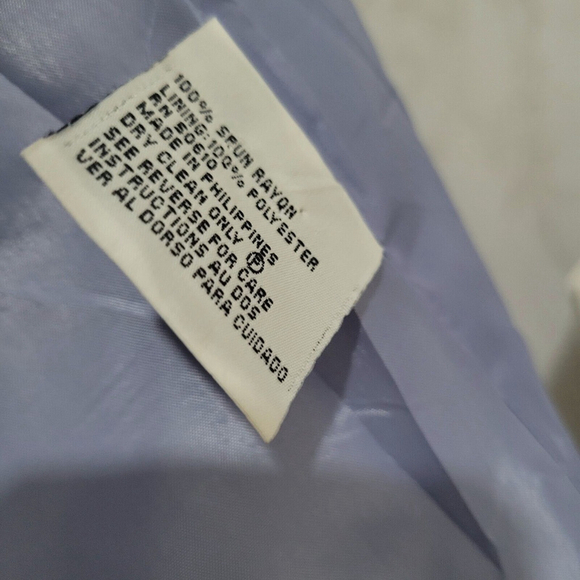 100% SPUN RAYON
LINING:100% POLYESTER
RN 50610
MADE IN PHILIPPINES
DRY CLEAN ONLY Ⓟ
SEE REVERSE FOR CARE
INSTRUCTIONS AU DOS
VER AL DORSO PARA CUIDADO